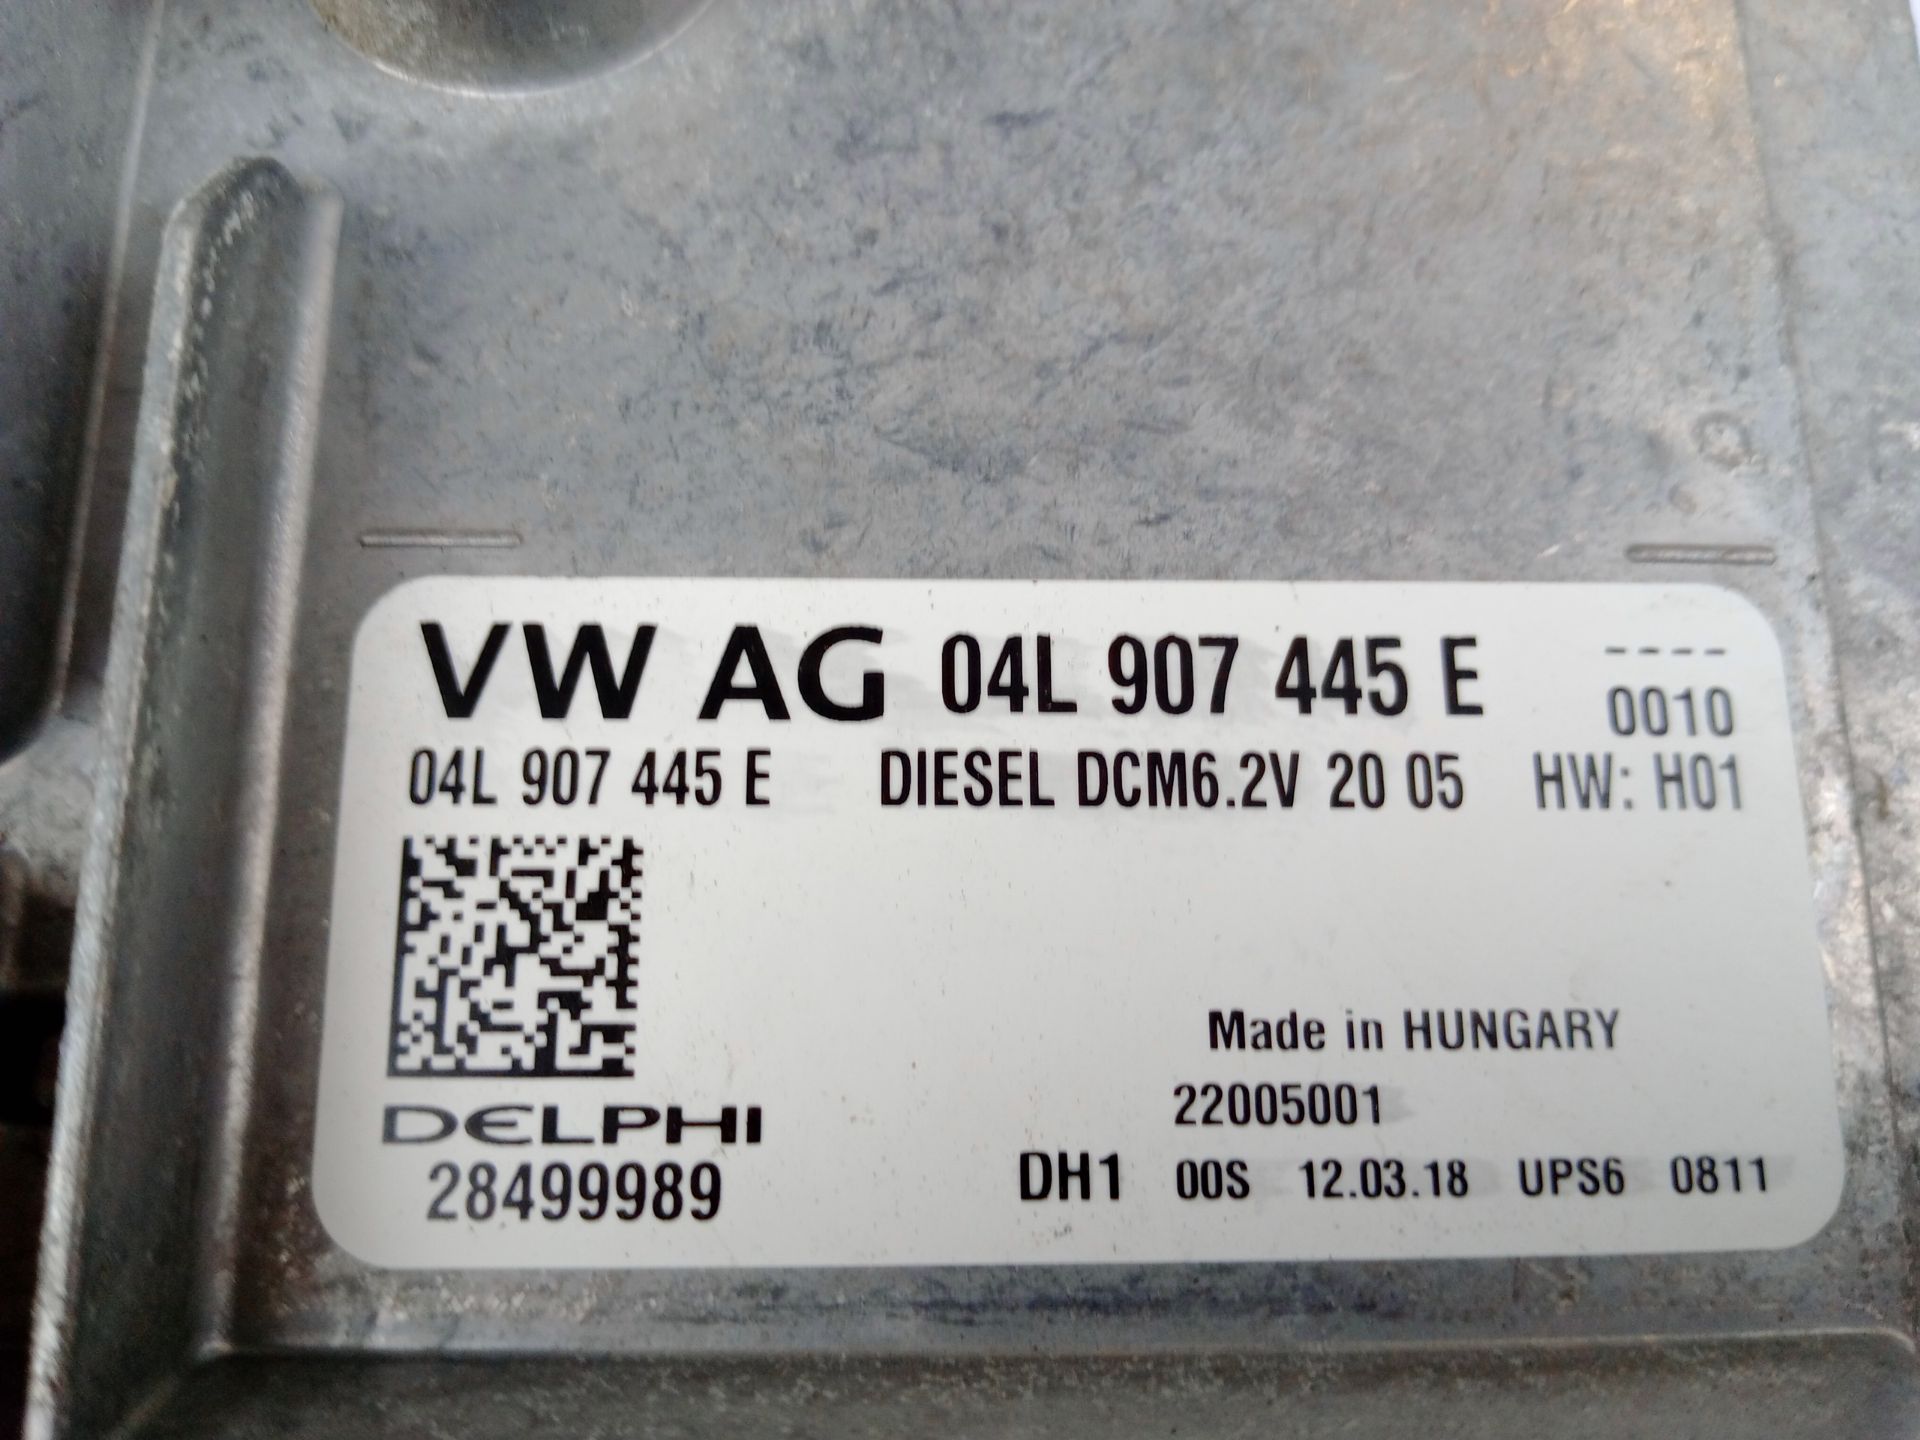 VW AG 04L 907 445 E ----
0010
04L 907 445 E DIESEL DCM6.2V 20 05 HW: H01
Made in HUNGARY
22005001
DELPHI
28499989
DH1 00S 12.03.18 UPS6 0811